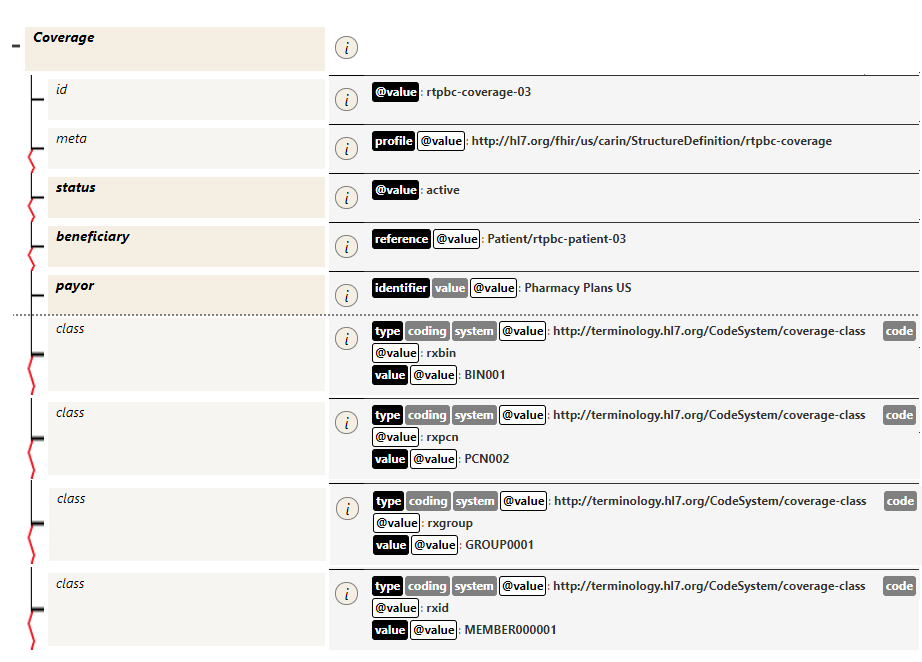 Coverage
i
id
i
@value : rtpbc-coverage-03
meta
i
profile @value : http://hl7.org/fhir/us/carin/StructureDefinition/rtpbc-coverage
status
i
@value : active
beneficiary
i
reference @value : Patient/rtpbc-patient-03
payor
i
identifier value @value : Pharmacy Plans US
class
i
type coding system @value : http://terminology.hl7.org/CodeSystem/coverage-class code
@value : rxbin
value @value : BIN001
class
i
type coding system @value : http://terminology.hl7.org/CodeSystem/coverage-class code
@value : rxpcn
value @value : PCN002
class
i
type coding system @value : http://terminology.hl7.org/CodeSystem/coverage-class code
@value : rxgroup
value @value : GROUP0001
class
i
type coding system @value : http://terminology.hl7.org/CodeSystem/coverage-class code
@value : rxid
value @value : MEMBER000001